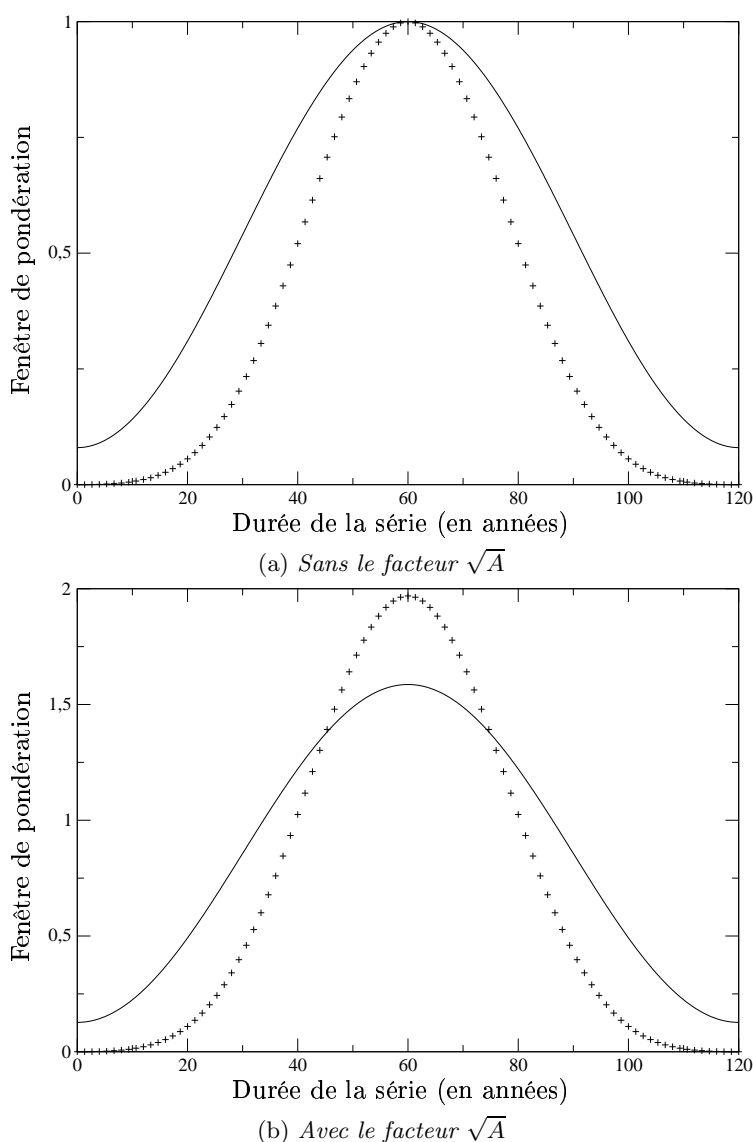 1
0,5
0
Fenêtre de pondération
0 20 40 60 80 100 120
Durée de la série (en années)
(a) Sans le facteur √A
2
1,5
1
0,5
0
Fenêtre de pondération
0 20 40 60 80 100 120
Durée de la série (en années)
(b) Avec le facteur √A